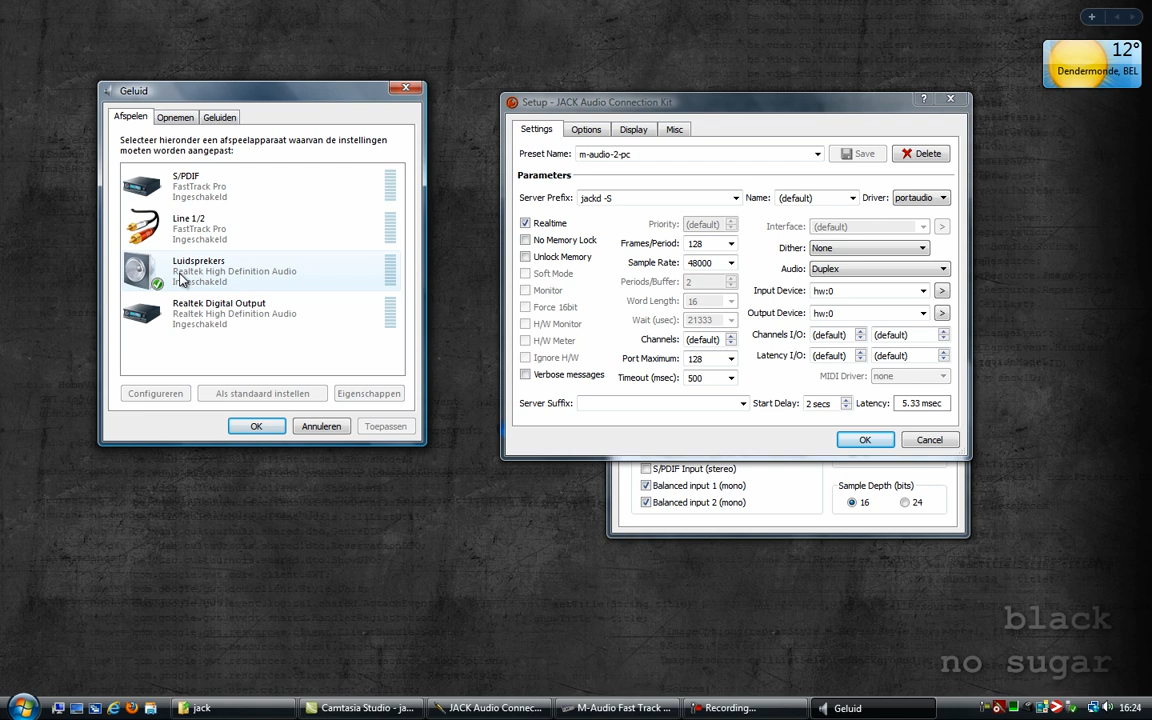 12°
Dendermonde, BEL
Geluid
Afspelen
Opnemen
Geluiden
Selecteer hieronder een afspeelapparaat waarvan de instellingen
moeten worden aangepast:
S/PDIF
FastTrack Pro
Ingeschakeld
Line 1/2
FastTrack Pro
Ingeschakeld
Luidsprekers
Realtek High Definition Audio
Ingeschakeld
Realtek Digital Output
Realtek High Definition Audio
Ingeschakeld
Configureren
Als standaard instellen
Eigenschappen
OK
Annuleren
Toepassen
Setup - JACK Audio Connection Kit
Settings
Options
Display
Misc
Preset Name:
m-audio-2-pc
Save
Delete
Parameters
Server Prefix:
jackd -S
Name:
(default)
Driver:
portaudio
Realtime
No Memory Lock
Unlock Memory
Soft Mode
Monitor
Force 16bit
H/W Monitor
H/W Meter
Ignore H/W
Verbose messages
Priority:
(default)
Frames/Period:
128
Sample Rate:
48000
Periods/Buffer:
2
Word Length:
16
Wait (usec):
21333
Channels:
(default)
Port Maximum:
128
Timeout (msec):
500
Interface:
(default)
>
Dither:
None
Audio:
Duplex
Input Device:
hw:0
>
Output Device:
hw:0
>
Channels I/O:
(default)
(default)
Latency I/O:
(default)
(default)
MIDI Driver:
none
Server Suffix:
Start Delay:
2 secs
Latency:
5.33 msec
OK
Cancel
S/PDIF Input (stereo)
Balanced input 1 (mono)
Balanced input 2 (mono)
Sample Depth (bits)
16
24
black
no sugar
jack
Camtasia Studio - ja...
JACK Audio Connec...
M-Audio Fast Track ...
Recording...
Geluid
16:24